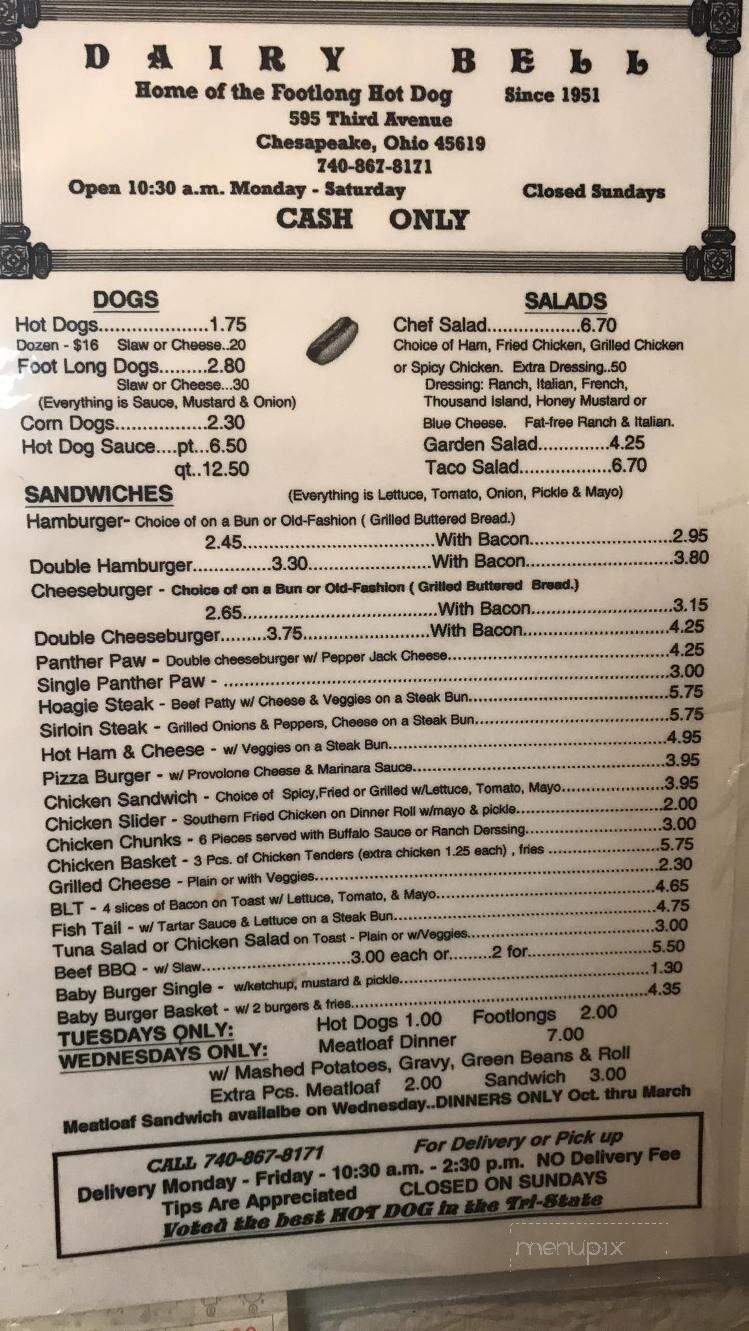 DAIRY BELL
Home of the Footlong Hot Dog Since 1951
595 Third Avenue
Chesapeake, Ohio 45619
740-867-8171
Open 10:30 a.m. Monday - Saturday Closed Sundays
CASH ONLY
DOGS
Hot Dogs....................1.75
Dozen - $16 Slaw or Cheese..20
Foot Long Dogs.........2.80
Slaw or Cheese...30
(Everything is Sauce, Mustard & Onion)
Corn Dogs.................2.30
Hot Dog Sauce....pt...6.50
qt..12.50
SALADS
Chef Salad.................6.70
Choice of Ham, Fried Chicken, Grilled Chicken
or Spicy Chicken. Extra Dressing..50
Dressing: Ranch, Italian, French,
Thousand Island, Honey Mustard or
Blue Cheese. Fat-free Ranch & Italian.
Garden Salad.............4.25
Taco Salad.................6.70
SANDWICHES (Everything is Lettuce, Tomato, Onion, Pickle & Mayo)
Hamburger- Choice of on a Bun or Old-Fashion ( Grilled Buttered Bread.)
2.45...................................With Bacon..........................2.95
Double Hamburger..............3.30......................With Bacon...........................3.80
Cheeseburger - Choice of on a Bun or Old-Fashion ( Grilled Buttered Bread.)
2.65...................................With Bacon..........................3.15
Double Cheeseburger........3.75.......................With Bacon...........................4.25
Panther Paw - Double cheeseburger w/ Pepper Jack Cheese........................................4.25
Single Panther Paw - ................................................................................3.00
Hoagie Steak - Beef Patty w/ Cheese & Veggies on a Steak Bun....................................5.75
Sirloin Steak - Grilled Onions & Peppers, Cheese on a Steak Bun...................................5.75
Hot Ham & Cheese - w/ Veggies on a Steak Bun..................................................4.95
Pizza Burger - w/ Provolone Cheese & Marinara Sauce..............................................3.95
Chicken Sandwich - Choice of Spicy,Fried or Grilled w/Lettuce, Tomato, Mayo...................3.95
Chicken Slider - Southern Fried Chicken on Dinner Roll w/mayo & pickle...........................2.00
Chicken Chunks - 6 Pieces served with Buffalo Sauce or Ranch Derssing.........................3.00
Chicken Basket - 3 Pcs. of Chicken Tenders (extra chicken 1.25 each) , fries ....................5.75
Grilled Cheese - Plain or with Veggies.............................................................2.30
BLT - 4 slices of Bacon on Toast w/ Lettuce, Tomato, & Mayo.......................................4.65
Fish Tail - w/ Tartar Sauce & Lettuce on a Steak Bun................................................4.75
Tuna Salad or Chicken Salad on Toast - Plain or w/Veggies.....................................3.00
Beef BBQ - w/ Slaw...........................3.00 each or........2 for......................5.50
Baby Burger Single - w/ketchup, mustard & pickle..............................................1.30
Baby Burger Basket - w/ 2 burgers & fries......................................................4.35
TUESDAYS ONLY: Hot Dogs 1.00 Footlongs 2.00
WEDNESDAYS ONLY: Meatloaf Dinner 7.00
w/ Mashed Potatoes, Gravy, Green Beans & Roll
Extra Pcs. Meatloaf 2.00 Sandwich 3.00
Meatloaf Sandwich availalbe on Wednesday..DINNERS ONLY Oct. thru March
CALL 740-867-8171 For Delivery or Pick up
Delivery Monday - Friday - 10:30 a.m. - 2:30 p.m. NO Delivery Fee
Tips Are Appreciated CLOSED ON SUNDAYS
Voted the best HOT DOG in the Tri-State
menupix